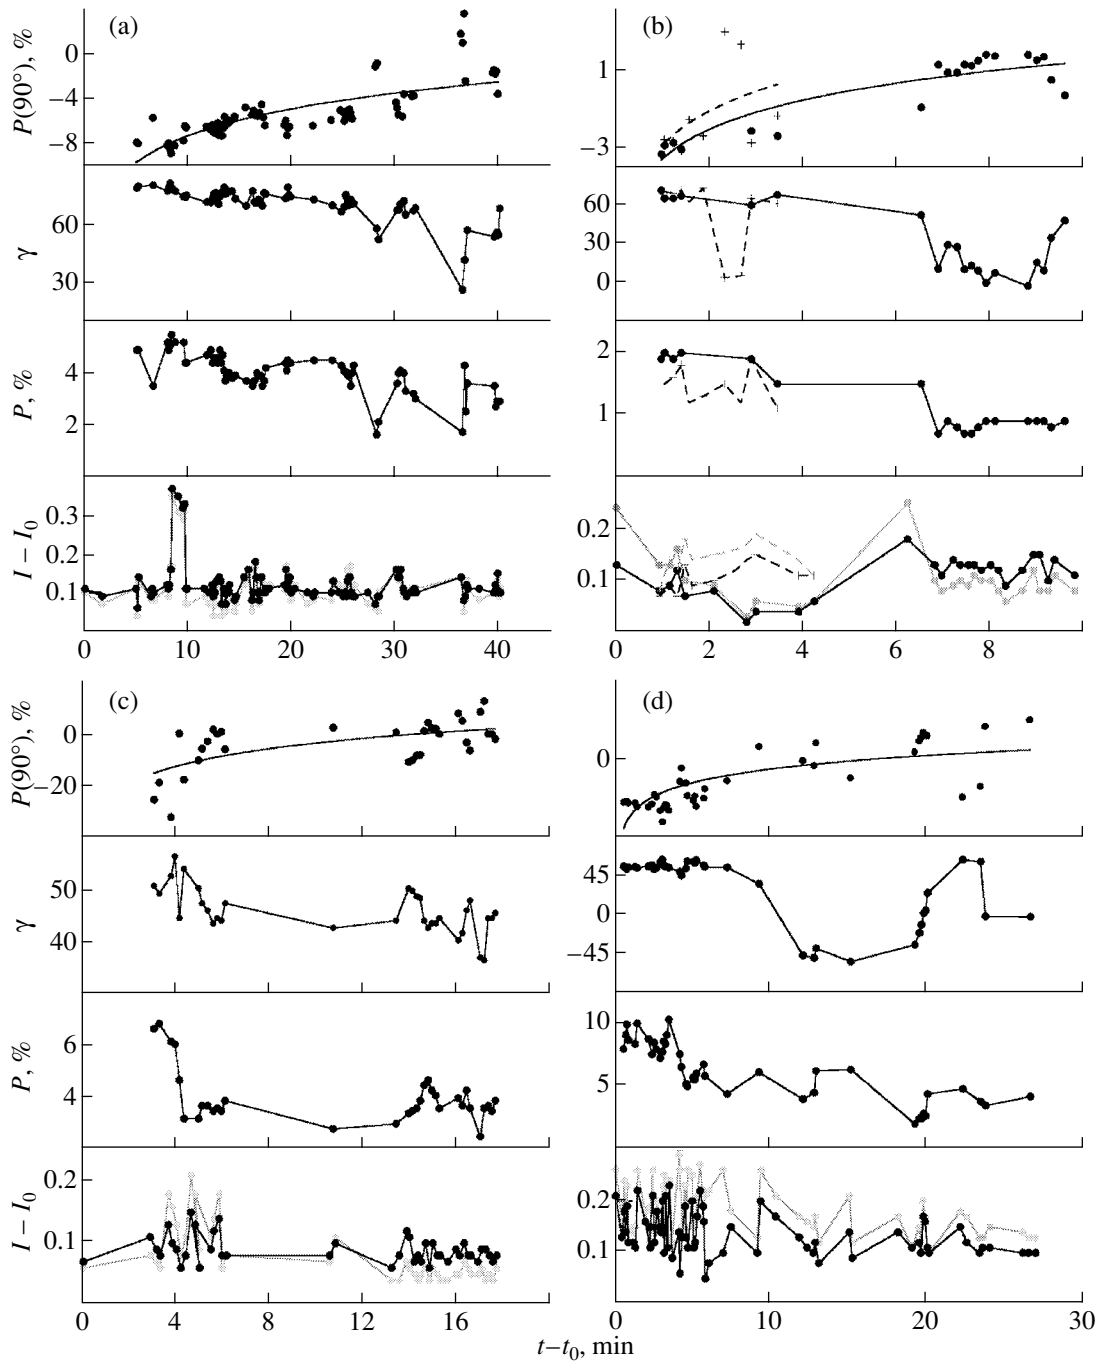 (a)
P(90°), %
0
−4
−8
γ
60
30
P, %
4
2
I − I0
0.3
0.2
0.1
0 10 20 30 40
(b)
1
−3
60
30
0
2
1
0.2
0.1
0 2 4 6 8
(c)
P(90°), %
0
−20
γ
50
40
P, %
6
4
I − I0
0.2
0.1
0 4 8 12 16
(d)
0
45
0
−45
10
5
0.2
0.1
0 10 20 30
t−t0, min